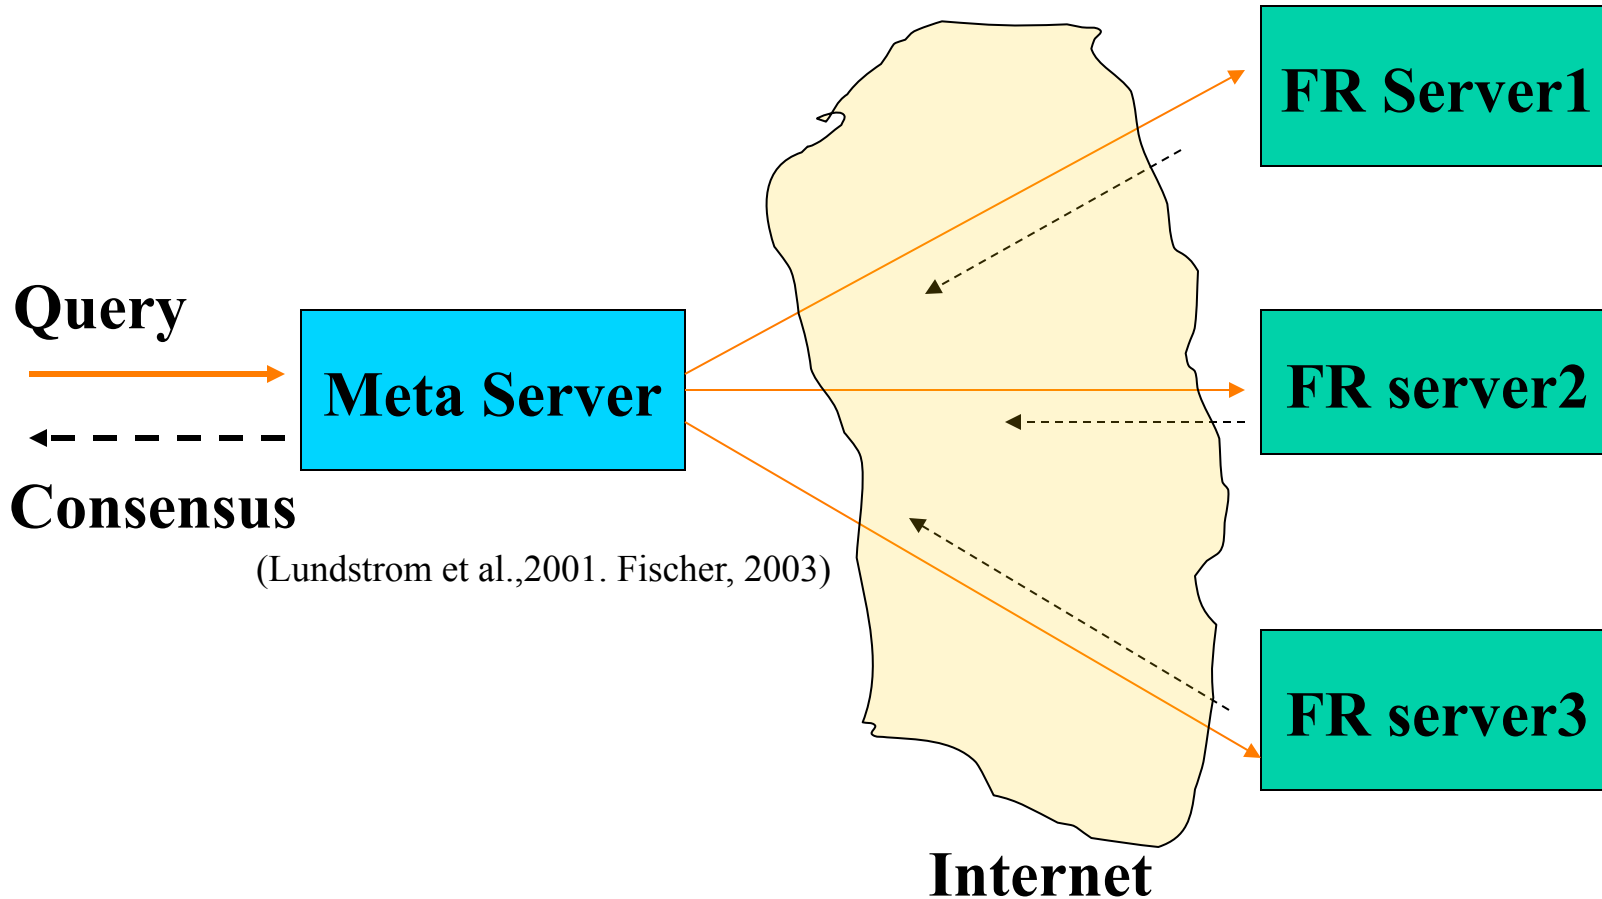 FR Server1
Query
Meta Server
FR server2
Consensus
(Lundstrom et al.,2001. Fischer, 2003)
FR server3
Internet